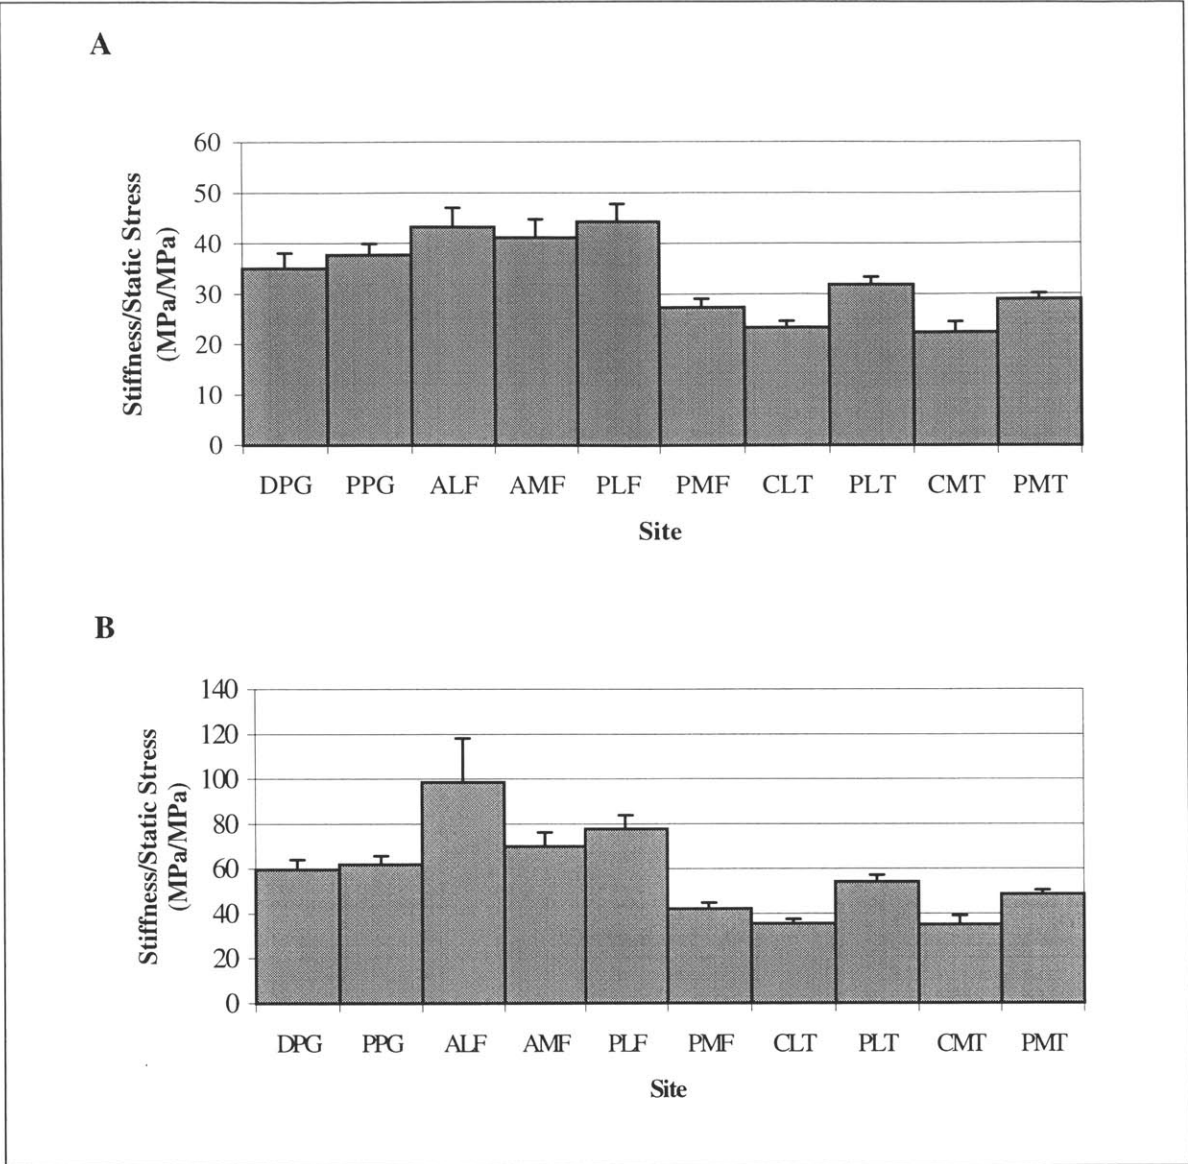 A
60
50
40
30
20
10
0
Stiffness/Static Stress
(MPa/MPa)
DPG PPG ALF AMF PLF PMF CLT PLT CMT PMT
Site
B
140
120
100
80
60
40
20
0
Stiffness/Static Stress
(MPa/MPa)
DPG PPG ALF AMF PLF PMF CLT PLT CMT PMT
Site